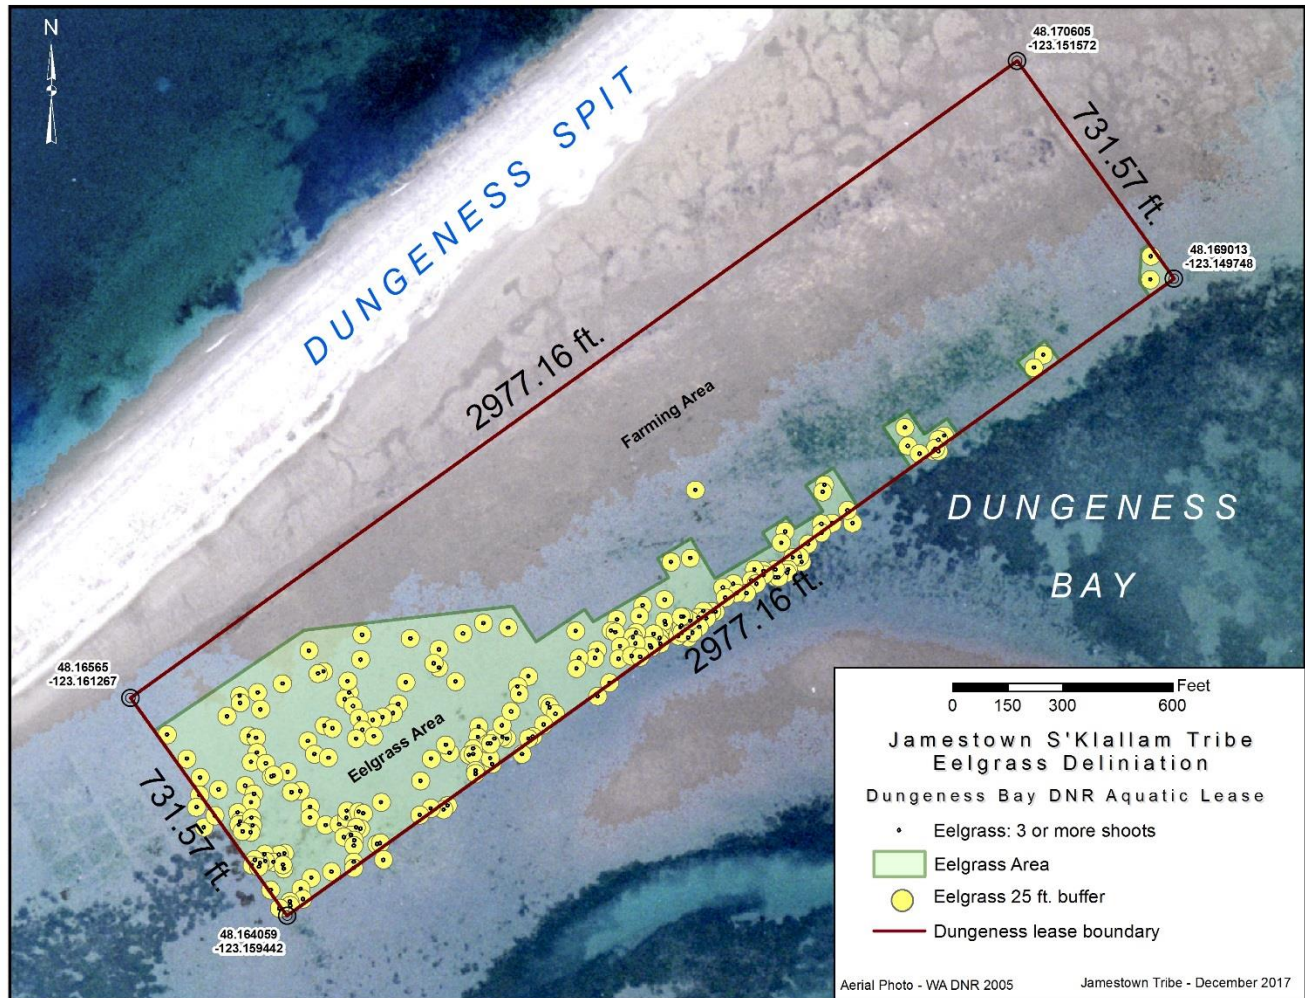 N
48.170605
-123.151572
731.57 ft.
DUNGENESS SPIT
48.169013
-123.149748
2977.16 ft.
Farming Area
DUNGENESS
BAY
2977.16 ft.
48.16565
-123.161267
Eelgrass Area
731.57 ft.
48.164059
-123.159442
Feet
0 150 300 600
Jamestown S'Klallam Tribe
Eelgrass Deliniation
Dungeness Bay DNR Aquatic Lease
Eelgrass: 3 or more shoots
Eelgrass Area
Eelgrass 25 ft. buffer
Dungeness lease boundary
Aerial Photo - WA DNR 2005 Jamestown Tribe - December 2017